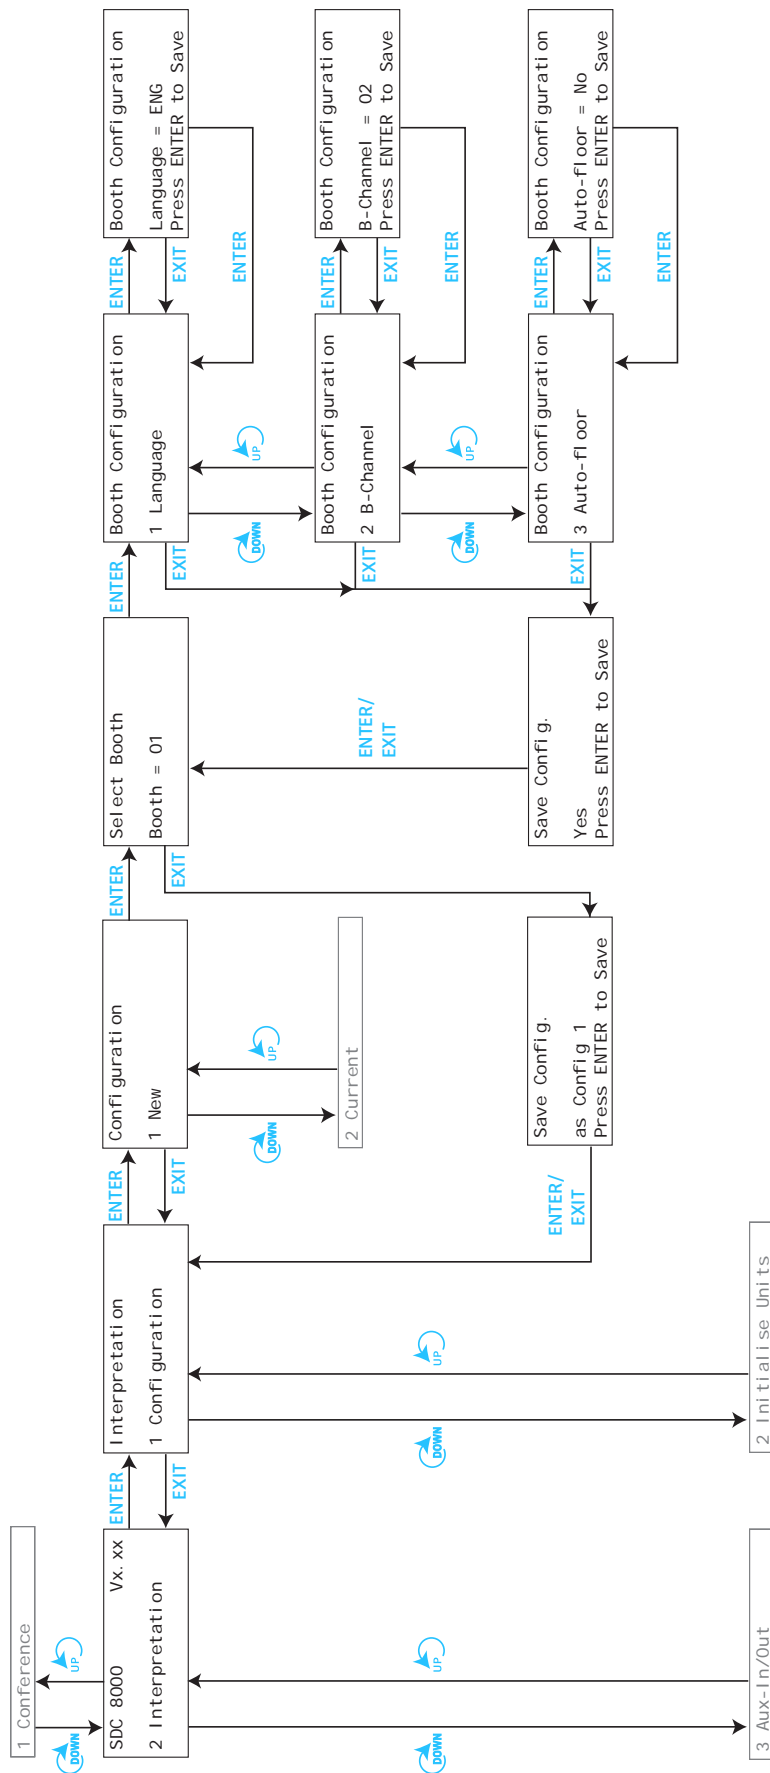 1 Conference
DOWN
UP
SDC 8000 Vx.xx
2 Interpretation
DOWN
UP
3 Aux-In/Out
ENTER
EXIT
Interpretation
1 Configuration
DOWN
UP
2 Initialise Units
ENTER
EXIT
Configuration
1 New
DOWN
UP
2 Current
ENTER/
EXIT
Save Config.
as Config 1
Press ENTER to Save
ENTER
EXIT
Select Booth
Booth = 01
ENTER/
EXIT
Save Config.
Yes
Press ENTER to Save
ENTER
EXIT
Booth Configuration
1 Language
DOWN
UP
EXIT
Booth Configuration
2 B-Channel
DOWN
UP
EXIT
Booth Configuration
3 Auto-floor
ENTER
EXIT
ENTER
Booth Configuration
Language = ENG
Press ENTER to Save
ENTER
EXIT
ENTER
Booth Configuration
B-Channel = 02
Press ENTER to Save
ENTER
EXIT
ENTER
Booth Configuration
Auto-floor = No
Press ENTER to Save